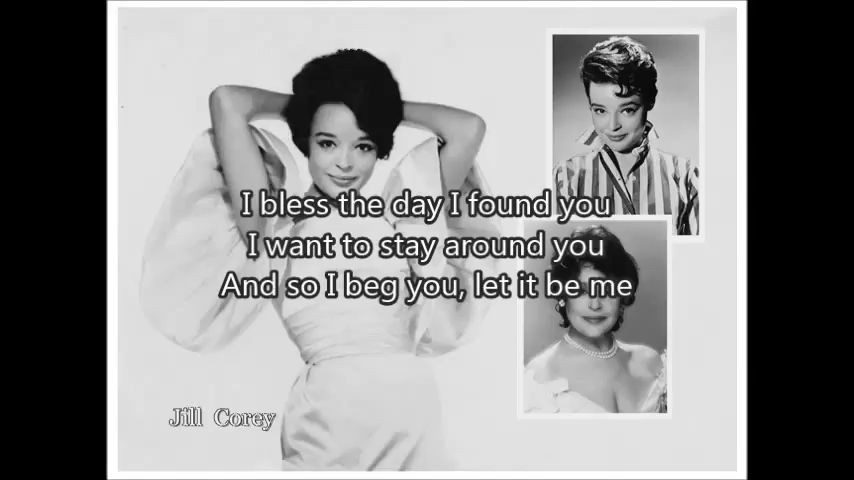 I bless the day I found you
I want to stay around you
And so I beg you, let it be me
Jill Corey